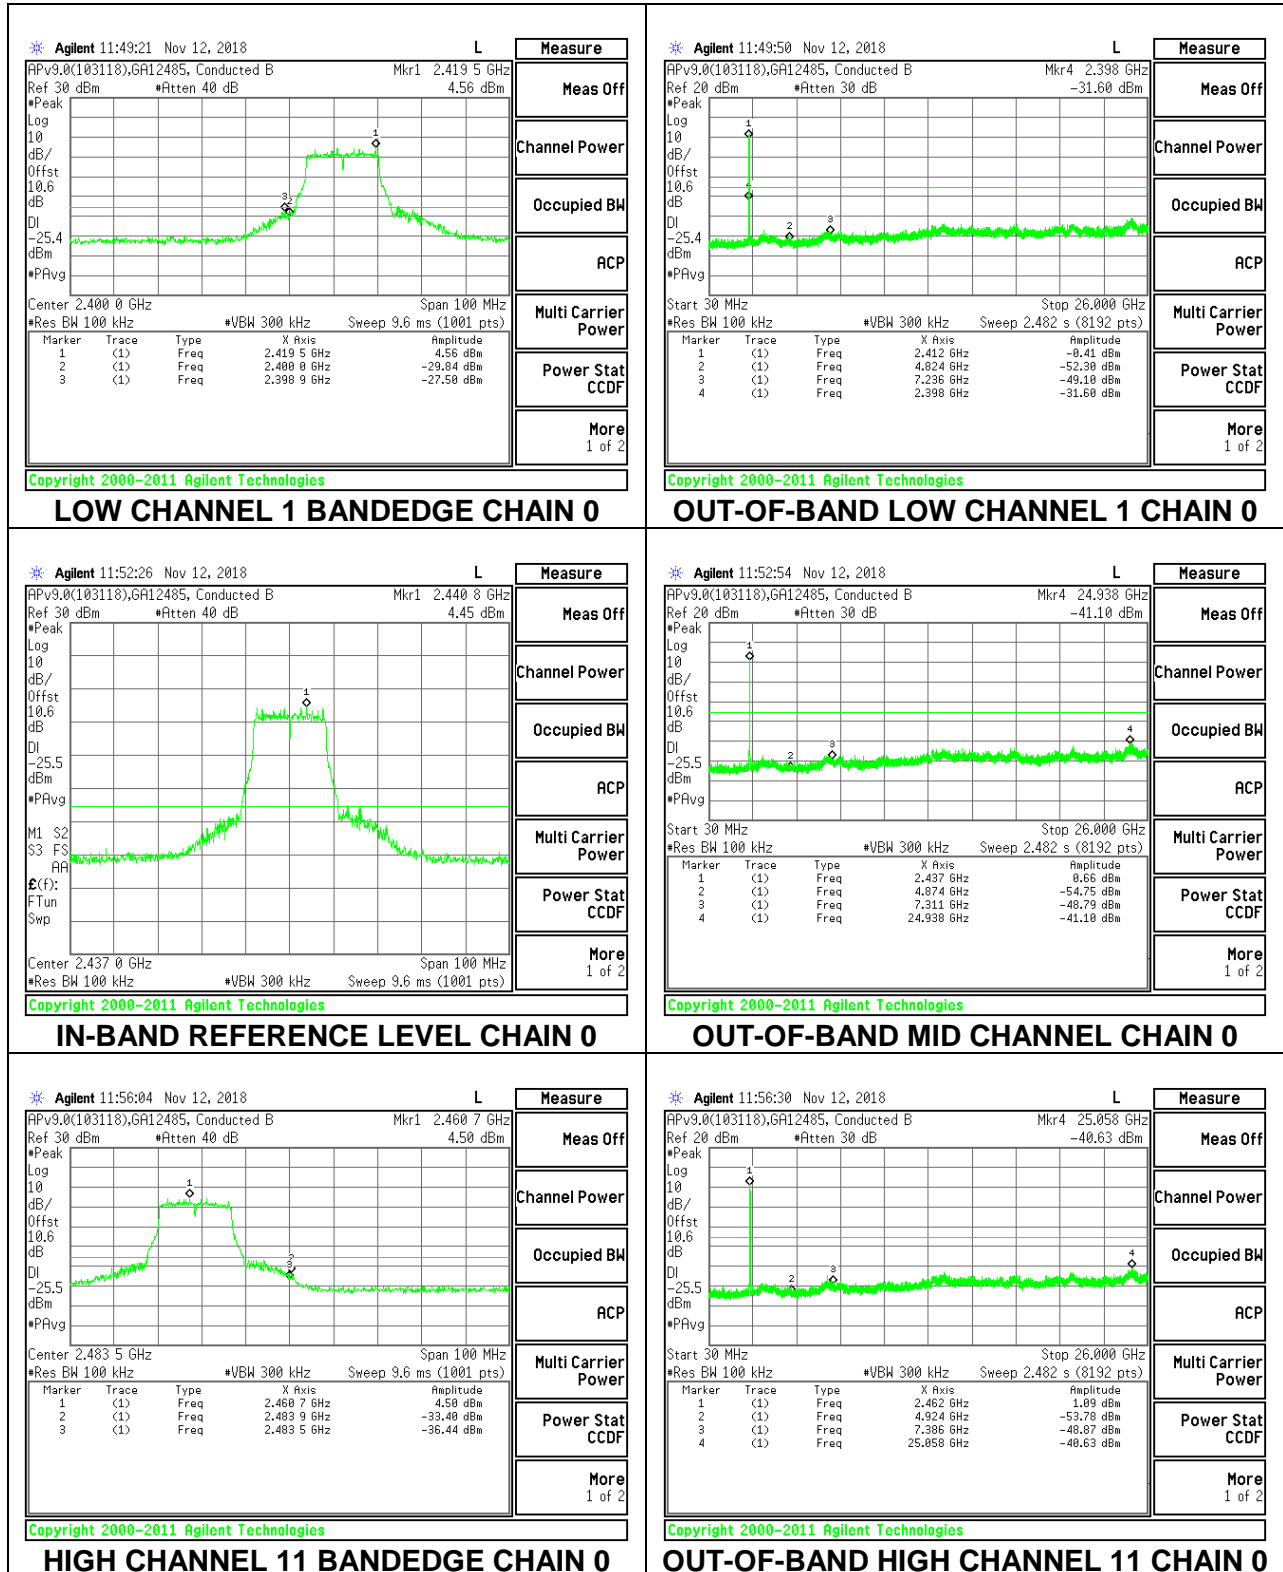 Agilent 11:49:21 Nov 12, 2018 L
APv9.0(103118),GA12485, Conducted B Mkr1 2.419 5 GHz
Ref 30 dBm #Atten 40 dB 4.56 dBm
#Peak
Log
10
dB/
Offst
10.6
dB
DI
-25.4
dBm
#PAvg
1
3
2
Center 2.400 0 GHz Span 100 MHz
#Res BW 100 kHz #VBW 300 kHz Sweep 9.6 ms (1001 pts)
Marker Trace Type X Axis Amplitude
1 (1) Freq 2.419 5 GHz 4.56 dBm
2 (1) Freq 2.400 0 GHz -29.84 dBm
3 (1) Freq 2.398 9 GHz -27.50 dBm
Measure
Meas Off
Channel Power
Occupied BW
ACP
Multi Carrier
Power
Power Stat
CCDF
More
1 of 2
Copyright 2000-2011 Agilent Technologies
LOW CHANNEL 1 BANDEDGE CHAIN 0
Agilent 11:49:50 Nov 12, 2018 L
APv9.0(103118),GA12485, Conducted B Mkr4 2.398 GHz
Ref 20 dBm #Atten 30 dB -31.60 dBm
#Peak
Log
10
dB/
Offst
10.6
dB
DI
-25.4
dBm
#PAvg
1
4
2
3
Start 30 MHz Stop 26.000 GHz
#Res BW 100 kHz #VBW 300 kHz Sweep 2.482 s (8192 pts)
Marker Trace Type X Axis Amplitude
1 (1) Freq 2.412 GHz -0.41 dBm
2 (1) Freq 4.824 GHz -52.30 dBm
3 (1) Freq 7.236 GHz -49.10 dBm
4 (1) Freq 2.398 GHz -31.60 dBm
Measure
Meas Off
Channel Power
Occupied BW
ACP
Multi Carrier
Power
Power Stat
CCDF
More
1 of 2
Copyright 2000-2011 Agilent Technologies
OUT-OF-BAND LOW CHANNEL 1 CHAIN 0
Agilent 11:52:26 Nov 12, 2018 L
APv9.0(103118),GA12485, Conducted B Mkr1 2.440 8 GHz
Ref 30 dBm #Atten 40 dB 4.45 dBm
#Peak
Log
10
dB/
Offst
10.6
dB
DI
-25.5
dBm
#PAvg
M1 S2
S3 FS
AA
£(f):
FTun
Swp
1
Center 2.437 0 GHz Span 100 MHz
#Res BW 100 kHz #VBW 300 kHz Sweep 9.6 ms (1001 pts)
Measure
Meas Off
Channel Power
Occupied BW
ACP
Multi Carrier
Power
Power Stat
CCDF
More
1 of 2
Copyright 2000-2011 Agilent Technologies
IN-BAND REFERENCE LEVEL CHAIN 0
Agilent 11:52:54 Nov 12, 2018 L
APv9.0(103118),GA12485, Conducted B Mkr4 24.938 GHz
Ref 20 dBm #Atten 30 dB -41.10 dBm
#Peak
Log
10
dB/
Offst
10.6
dB
DI
-25.5
dBm
#PAvg
1
2
3
4
Start 30 MHz Stop 26.000 GHz
#Res BW 100 kHz #VBW 300 kHz Sweep 2.482 s (8192 pts)
Marker Trace Type X Axis Amplitude
1 (1) Freq 2.437 GHz 0.66 dBm
2 (1) Freq 4.874 GHz -54.75 dBm
3 (1) Freq 7.311 GHz -48.79 dBm
4 (1) Freq 24.938 GHz -41.10 dBm
Measure
Meas Off
Channel Power
Occupied BW
ACP
Multi Carrier
Power
Power Stat
CCDF
More
1 of 2
Copyright 2000-2011 Agilent Technologies
OUT-OF-BAND MID CHANNEL CHAIN 0
Agilent 11:56:04 Nov 12, 2018 L
APv9.0(103118),GA12485, Conducted B Mkr1 2.460 7 GHz
Ref 30 dBm #Atten 40 dB 4.50 dBm
#Peak
Log
10
dB/
Offst
10.6
dB
DI
-25.5
dBm
#PAvg
1
2
3
Center 2.483 5 GHz Span 100 MHz
#Res BW 100 kHz #VBW 300 kHz Sweep 9.6 ms (1001 pts)
Marker Trace Type X Axis Amplitude
1 (1) Freq 2.460 7 GHz 4.50 dBm
2 (1) Freq 2.483 9 GHz -33.40 dBm
3 (1) Freq 2.483 5 GHz -36.44 dBm
Measure
Meas Off
Channel Power
Occupied BW
ACP
Multi Carrier
Power
Power Stat
CCDF
More
1 of 2
Copyright 2000-2011 Agilent Technologies
HIGH CHANNEL 11 BANDEDGE CHAIN 0
Agilent 11:56:30 Nov 12, 2018 L
APv9.0(103118),GA12485, Conducted B Mkr4 25.058 GHz
Ref 20 dBm #Atten 30 dB -40.63 dBm
#Peak
Log
10
dB/
Offst
10.6
dB
DI
-25.5
dBm
#PAvg
1
2
3
4
Start 30 MHz Stop 26.000 GHz
#Res BW 100 kHz #VBW 300 kHz Sweep 2.482 s (8192 pts)
Marker Trace Type X Axis Amplitude
1 (1) Freq 2.462 GHz 1.09 dBm
2 (1) Freq 4.924 GHz -53.78 dBm
3 (1) Freq 7.386 GHz -48.87 dBm
4 (1) Freq 25.058 GHz -40.63 dBm
Measure
Meas Off
Channel Power
Occupied BW
ACP
Multi Carrier
Power
Power Stat
CCDF
More
1 of 2
Copyright 2000-2011 Agilent Technologies
OUT-OF-BAND HIGH CHANNEL 11 CHAIN 0